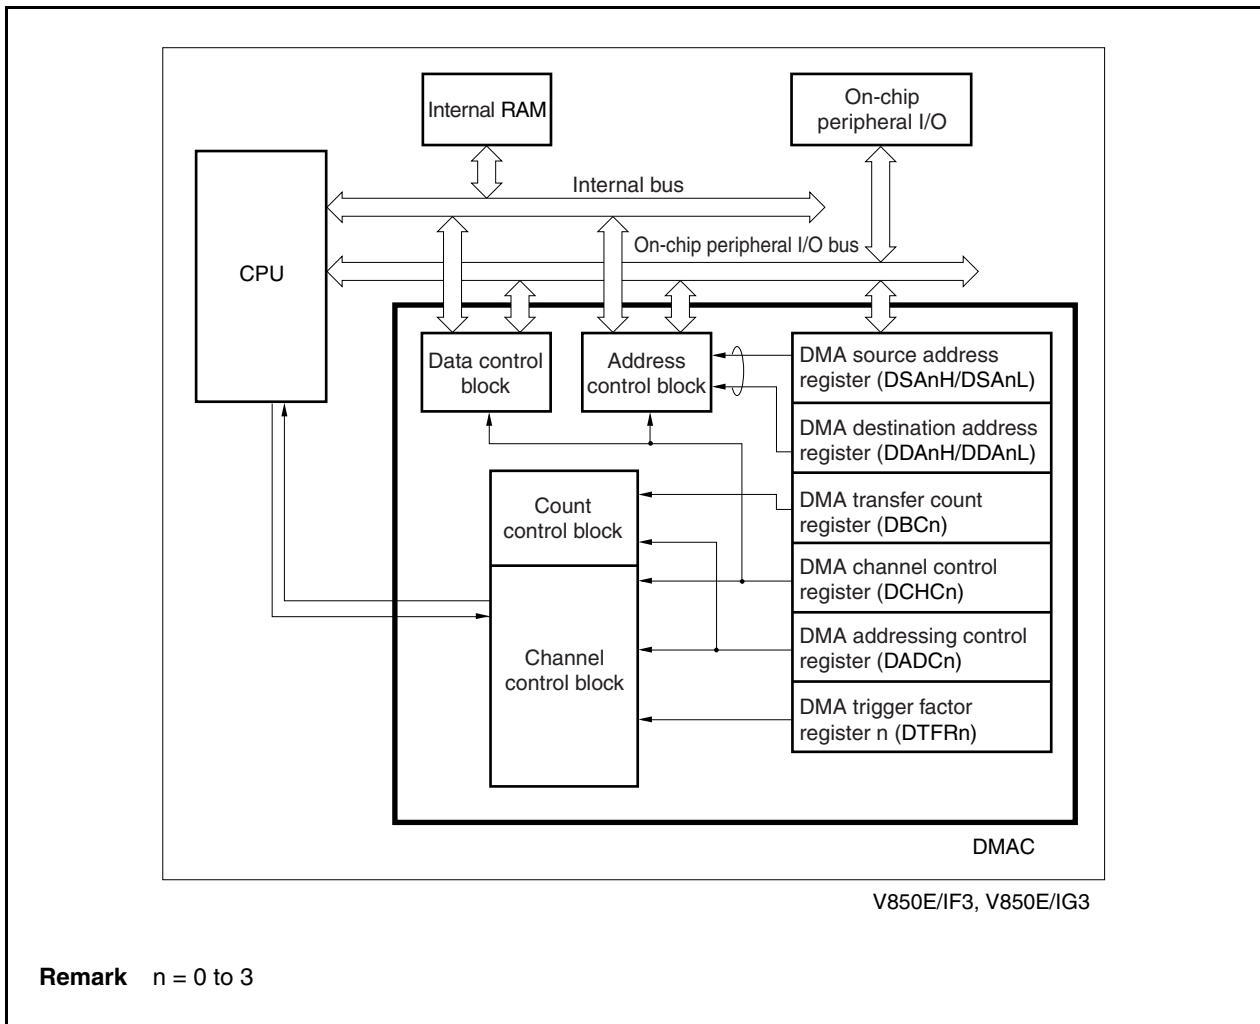 Internal RAM
On-chip
peripheral I/O
Internal bus
On-chip peripheral I/O bus
CPU
Data control
block
Address
control block
DMA source address
register (DSAnH/DSAnL)
DMA destination address
register (DDAnH/DDAnL)
Count
control block
DMA transfer count
register (DBCn)
DMA channel control
register (DCHCn)
Channel
control block
DMA addressing control
register (DADCn)
DMA trigger factor
register n (DTFRn)
DMAC
V850E/IF3, V850E/IG3
Remark n = 0 to 3